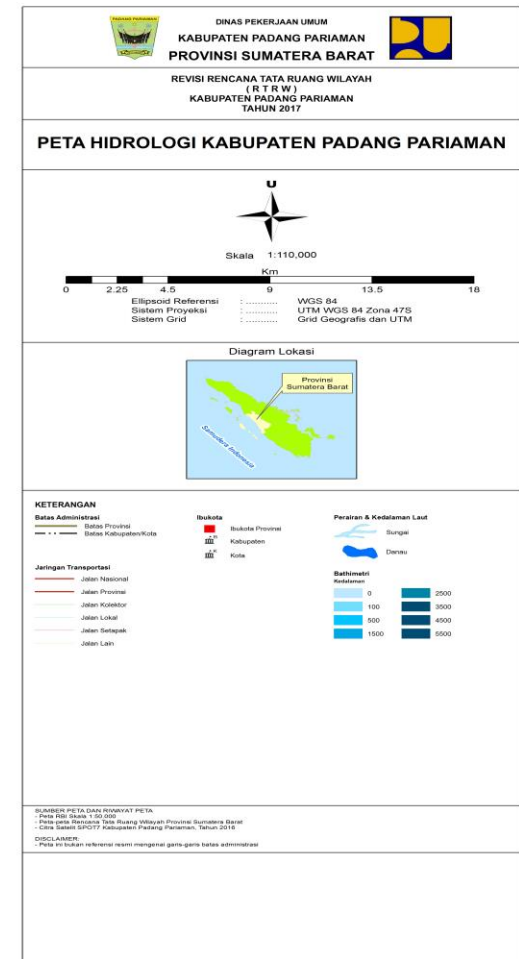 PADANG PARIAMAN
DINAS PEKERJAAN UMUM
KABUPATEN PADANG PARIAMAN
PROVINSI SUMATERA BARAT
REVISI RENCANA TATA RUANG WILAYAH
( R T R W )
KABUPATEN PADANG PARIAMAN
TAHUN 2017
PETA HIDROLOGI KABUPATEN PADANG PARIAMAN
U
Skala 1:110,000
Km
0 2.25 4.5 9 13.5 18
Ellipsoid Referensi : ........... WGS 84
Sistem Proyeksi : ........... UTM WGS 84 Zona 47S
Sistem Grid : ........... Grid Geografis dan UTM
Diagram Lokasi
Provinsi
Sumatera Barat
Samudera Indonesia
KETERANGAN
Batas Administrasi
Batas Provinsi
Batas Kabupaten/Kota
Jaringan Transportasi
Jalan Nasional
Jalan Provinsi
Jalan Kolektor
Jalan Lokal
Jalan Setapak
Jalan Lain
Ibukota
Ibukota Provinsi
Kabupaten
Kota
Perairan & Kedalaman Laut
Sungai
Danau
Bathimetri
Kedalaman
0 2500
100 3500
500 4500
1500 5500
SUMBER PETA DAN RIWAYAT PETA
- Peta RBI Skala 1:50.000
- Peta-peta Rencana Tata Ruang Wilayah Provinsi Sumatera Barat
- Citra Satelit SPOT7 Kabupaten Padang Pariaman, Tahun 2016
DISCLAIMER:
- Peta ini bukan referensi resmi mengenai garis-garis batas administrasi